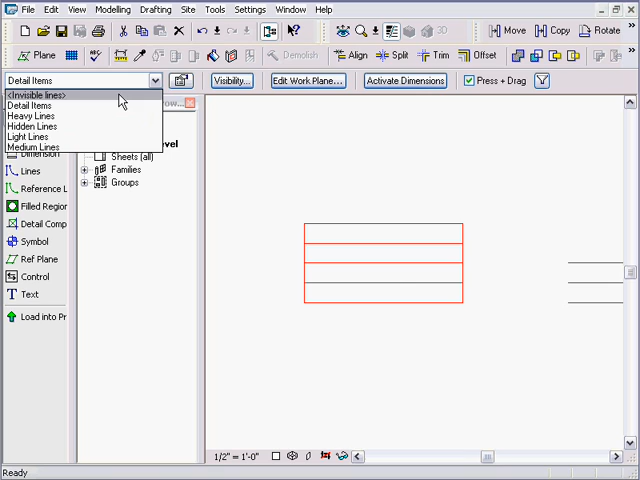 File Edit View Modelling Drafting Site Tools Settings Window Help
Move Copy Rotate
Plane Demolish Align Split Trim Offset
Detail Items Visibility... Edit Work Plane... Activate Dimensions Press + Drag
<Invisible lines>
Detail Items
Heavy Lines
Hidden Lines
Light Lines
Medium Lines
Dimension
Lines
Reference L
Filled Region
Detail Comp
Symbol
Ref Plane
Control
Text
Load into Pr
ow...
vel
Sheets (all)
Families
Groups
1/2" = 1'-0"
Ready